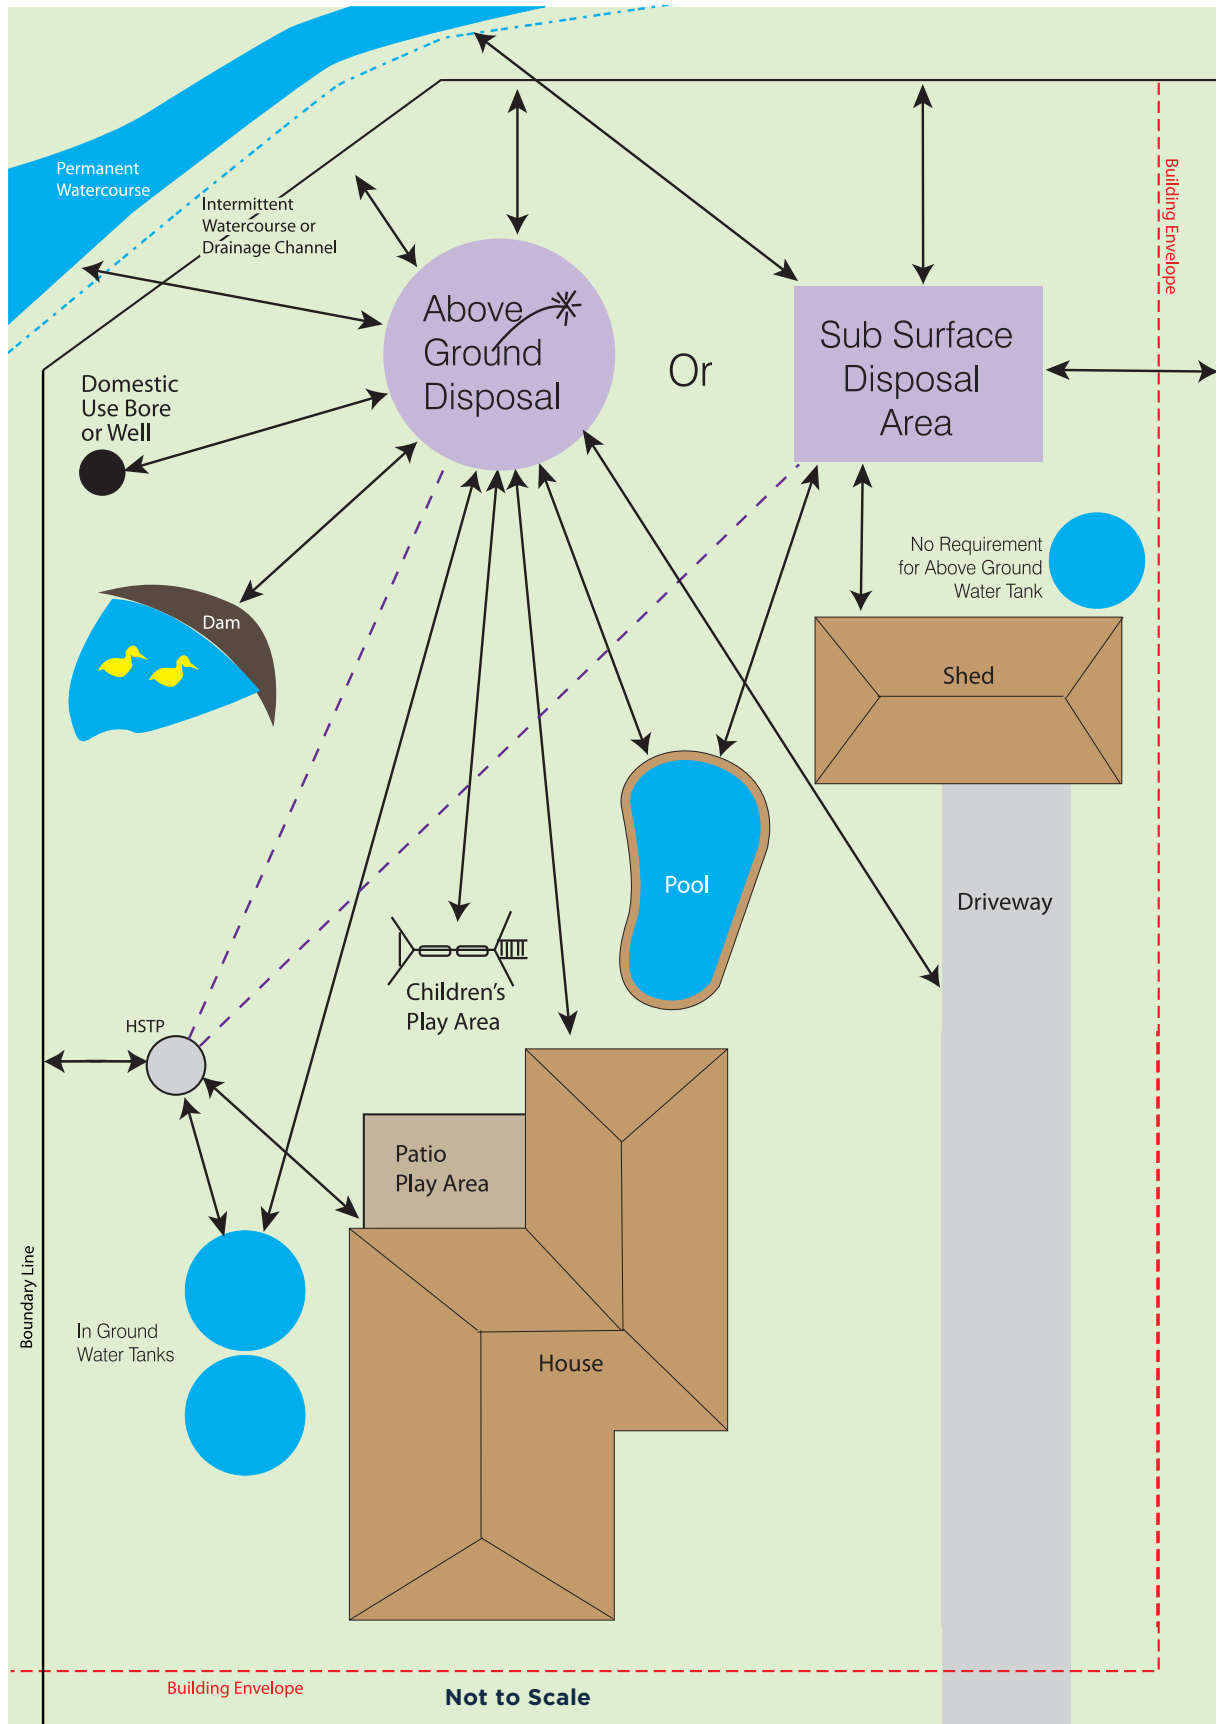 Permanent
Watercourse
Intermittent
Watercourse or
Drainage Channel
Building Envelope
Above
Ground
Disposal
Or
Sub Surface
Disposal
Area
Domestic
Use Bore
or Well
No Requirement
for Above Ground
Water Tank
Dam
Shed
Pool
Driveway
Children's
Play Area
HSTP
Patio
Play Area
Boundary Line
In Ground
Water Tanks
House
Building Envelope
Not to Scale